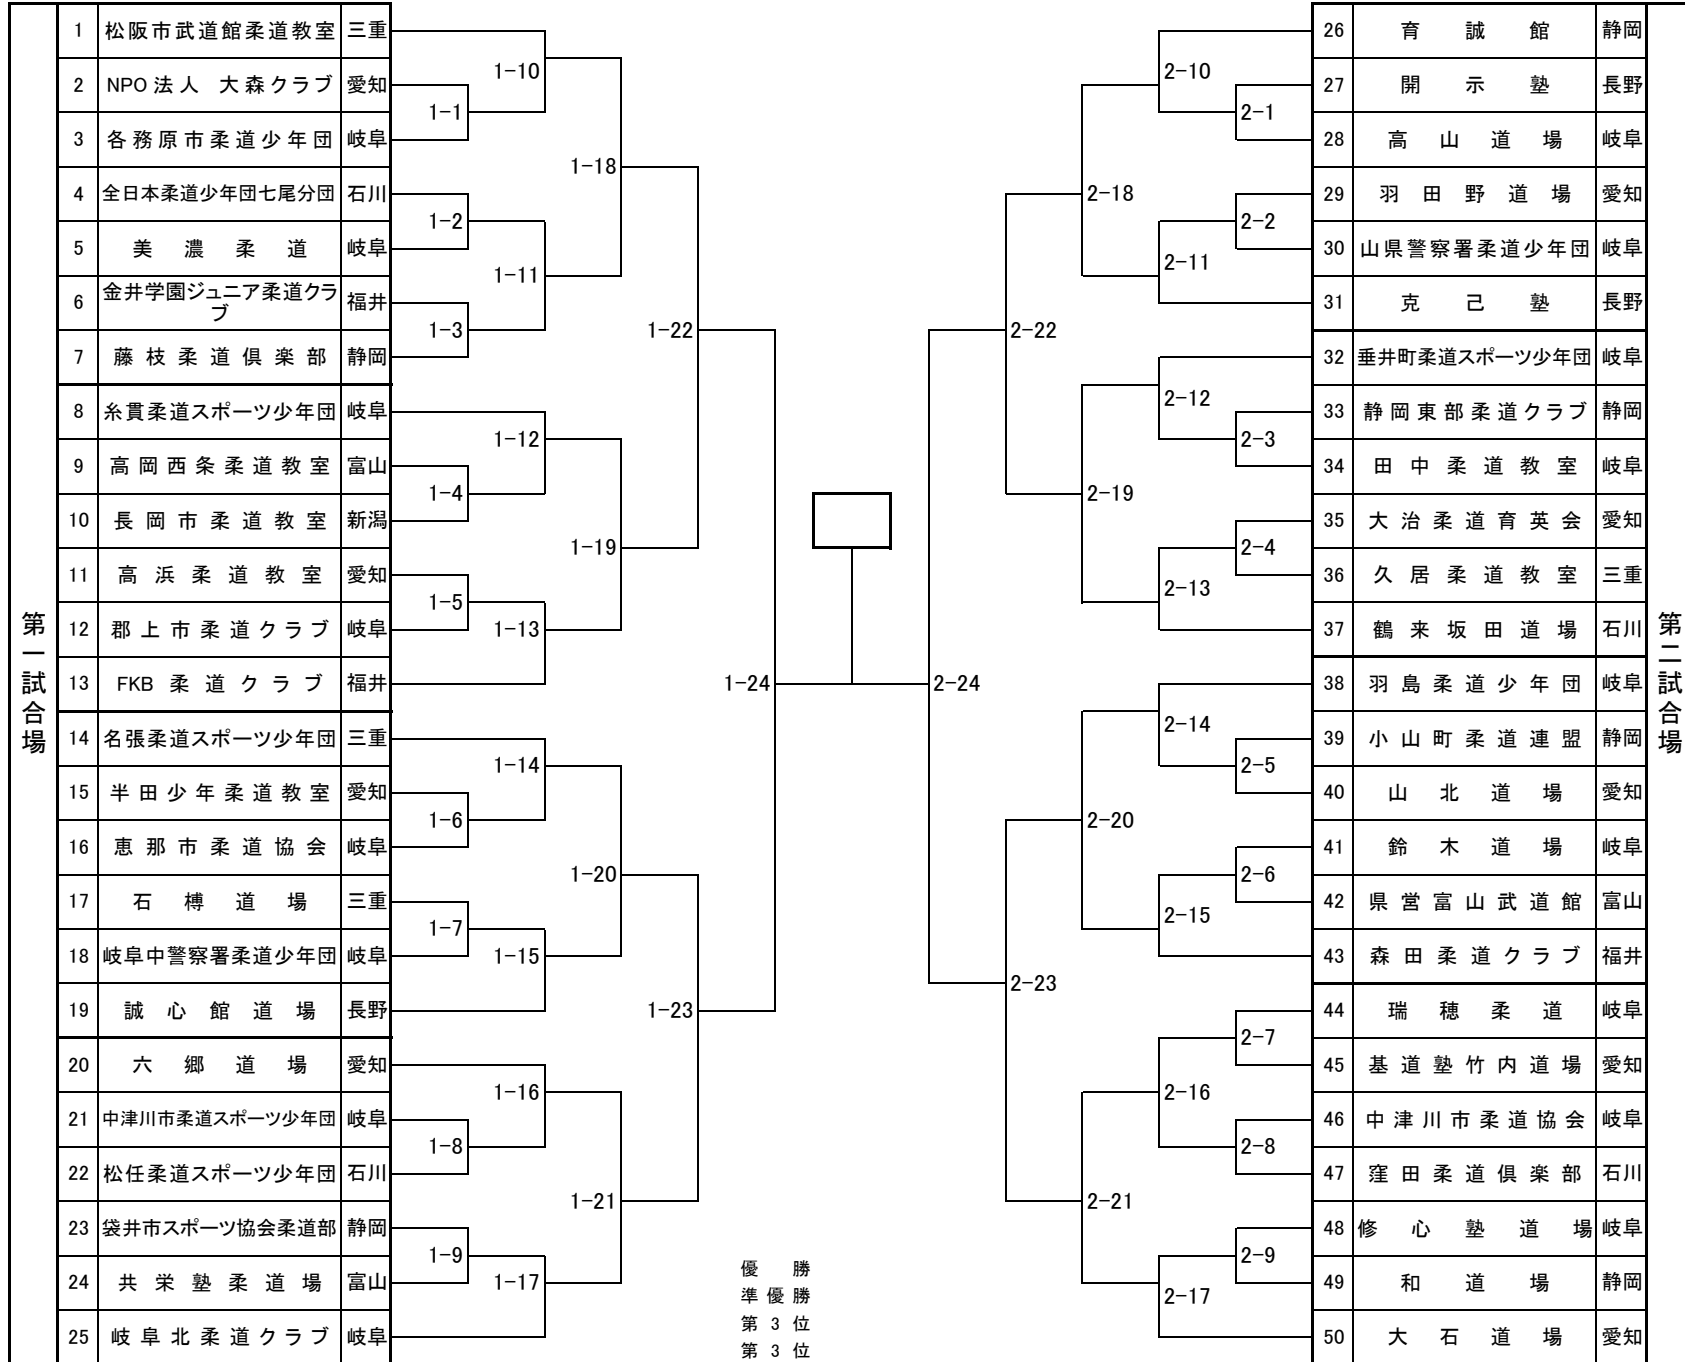 第一試合場
1 松阪市武道館柔道教室 三重
2 NPO法人 大森クラブ 愛知
3 各務原市柔道少年団 岐阜
4 全日本柔道少年団七尾分団 石川
5 美濃柔道 岐阜
6 金井学園ジュニア柔道クラ
ブ 福井
7 藤枝柔道倶楽部 静岡
8 糸貫柔道スポーツ少年団 岐阜
9 高岡西条柔道教室 富山
10 長岡市柔道教室 新潟
11 高浜柔道教室 愛知
12 郡上市柔道クラブ 岐阜
13 FKB柔道クラブ 福井
14 名張柔道スポーツ少年団 三重
15 半田少年柔道教室 愛知
16 恵那市柔道協会 岐阜
17 石榑道場 三重
18 岐阜中警察署柔道少年団 岐阜
19 誠心館道場 長野
20 六郷道場 愛知
21 中津川市柔道スポーツ少年団 岐阜
22 松任柔道スポーツ少年団 石川
23 袋井市スポーツ協会柔道部 静岡
24 共栄塾柔道場 富山
25 岐阜北柔道クラブ 岐阜
1-1
1-2
1-3
1-4
1-5
1-6
1-7
1-8
1-9
1-10
1-11
1-12
1-13
1-14
1-15
1-16
1-17
1-18
1-19
1-20
1-21
1-22
1-23
1-24
優勝
準優勝
第3位
第3位
2-24
2-22
2-23
2-18
2-19
2-20
2-21
2-10
2-11
2-12
2-13
2-14
2-15
2-16
2-17
2-1
2-2
2-3
2-4
2-5
2-6
2-7
2-8
2-9
26 育誠館 静岡
27 開示塾 長野
28 高山道場 岐阜
29 羽田野道場 愛知
30 山県警察署柔道少年団 岐阜
31 克己塾 長野
32 垂井町柔道スポーツ少年団 岐阜
33 静岡東部柔道クラブ 静岡
34 田中柔道教室 岐阜
35 大治柔道育英会 愛知
36 久居柔道教室 三重
37 鶴来坂田道場 石川
38 羽島柔道少年団 岐阜
39 小山町柔道連盟 静岡
40 山北道場 愛知
41 鈴木道場 岐阜
42 県営富山武道館 富山
43 森田柔道クラブ 福井
44 瑞穂柔道 岐阜
45 基道塾竹内道場 愛知
46 中津川市柔道協会 岐阜
47 窪田柔道倶楽部 石川
48 修心塾道場 岐阜
49 和道場 静岡
50 大石道場 愛知
第二試合場